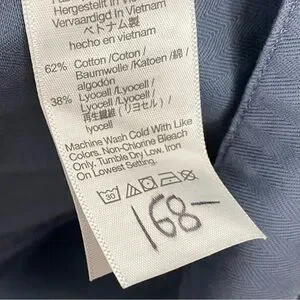 Hergestellt in Vietnam
Vervaardigd in Vietnam
ベトナム製
hecho en vietnam
62% Cotton /Coton /
Baumwolle /Katoen /綿 /
algodón
38% Lyocell /Lyocell /
Lyocell /Lyocell /
再生繊維 (リヨセル) /
lyocell
Machine Wash Cold With Like
Colors. Non-Chlorine Bleach
Only. Tumble Dry Low. Iron
On Lowest Setting.
30
168-